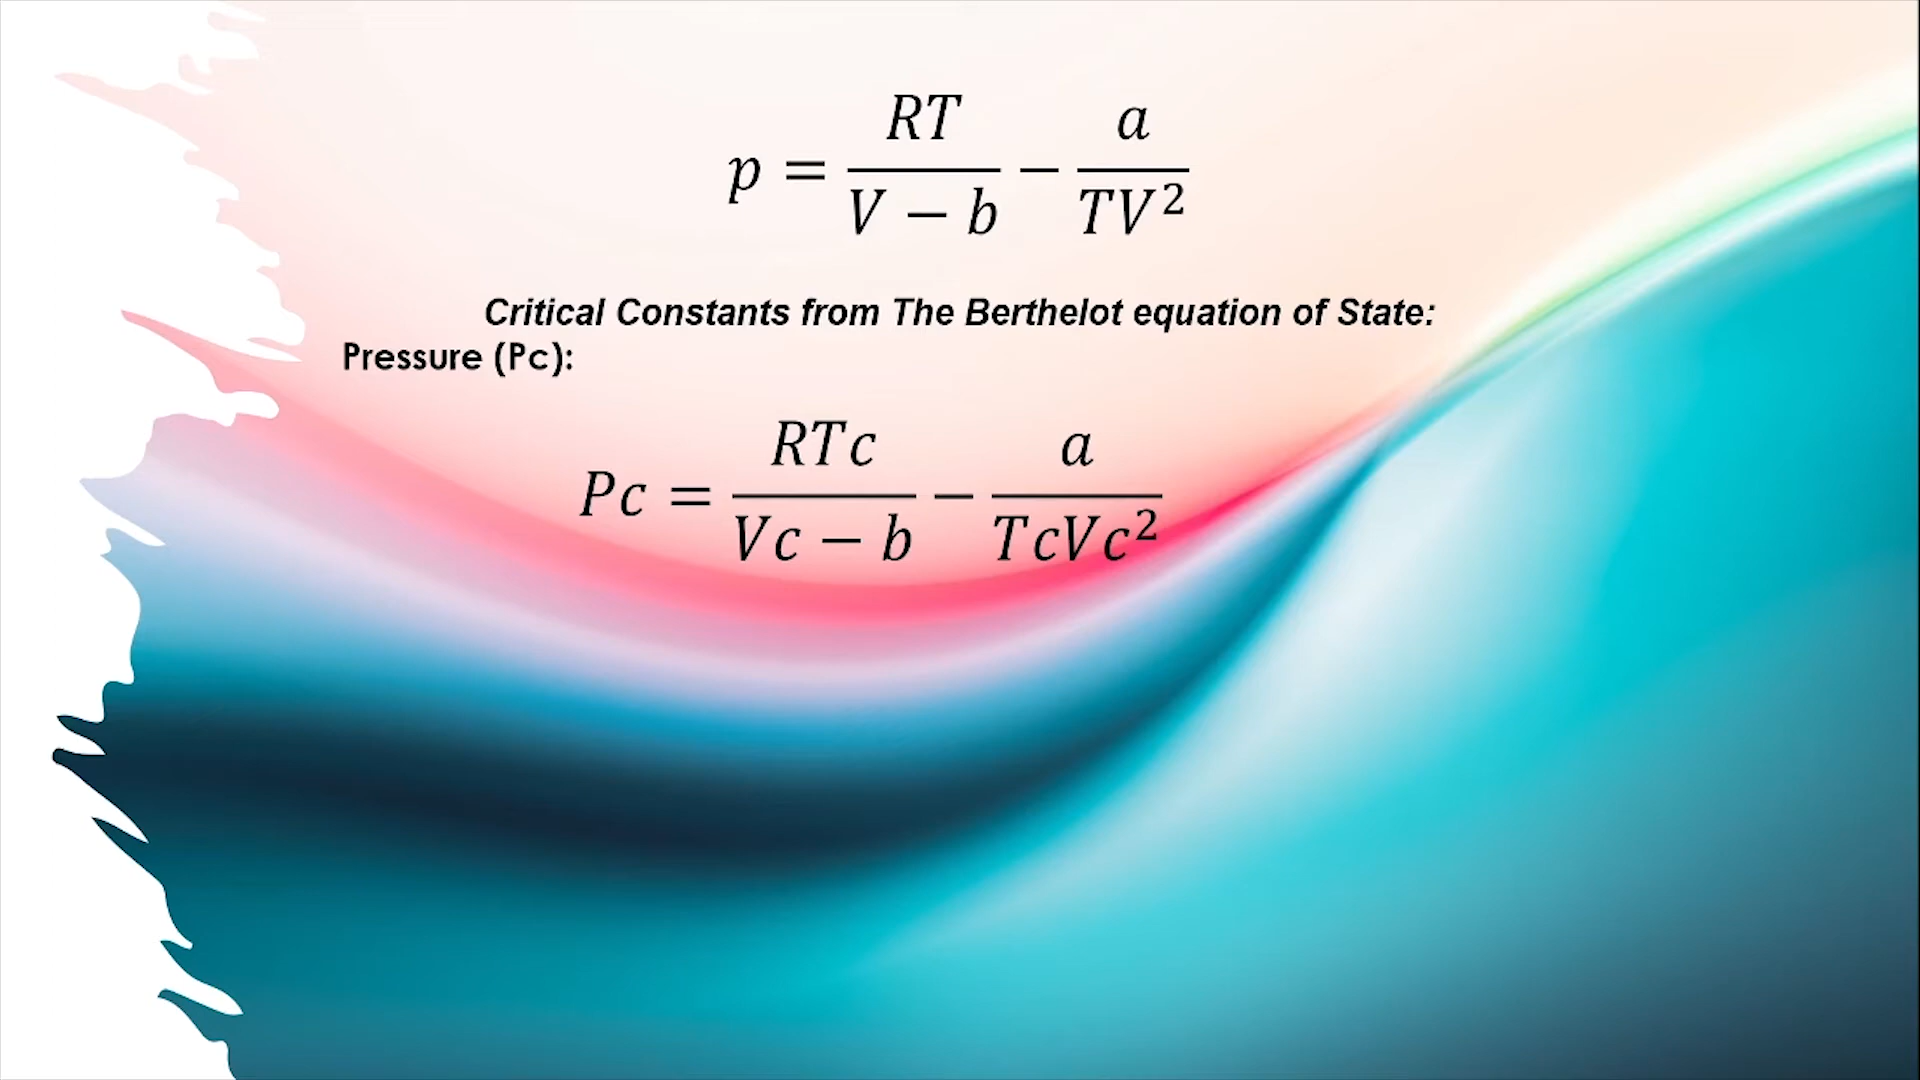 p = RT / (V − b) − a / (TV²)
Critical Constants from The Berthelot equation of State:
Pressure (Pc):
Pc = RTc / (Vc − b) − a / (TcVc²)